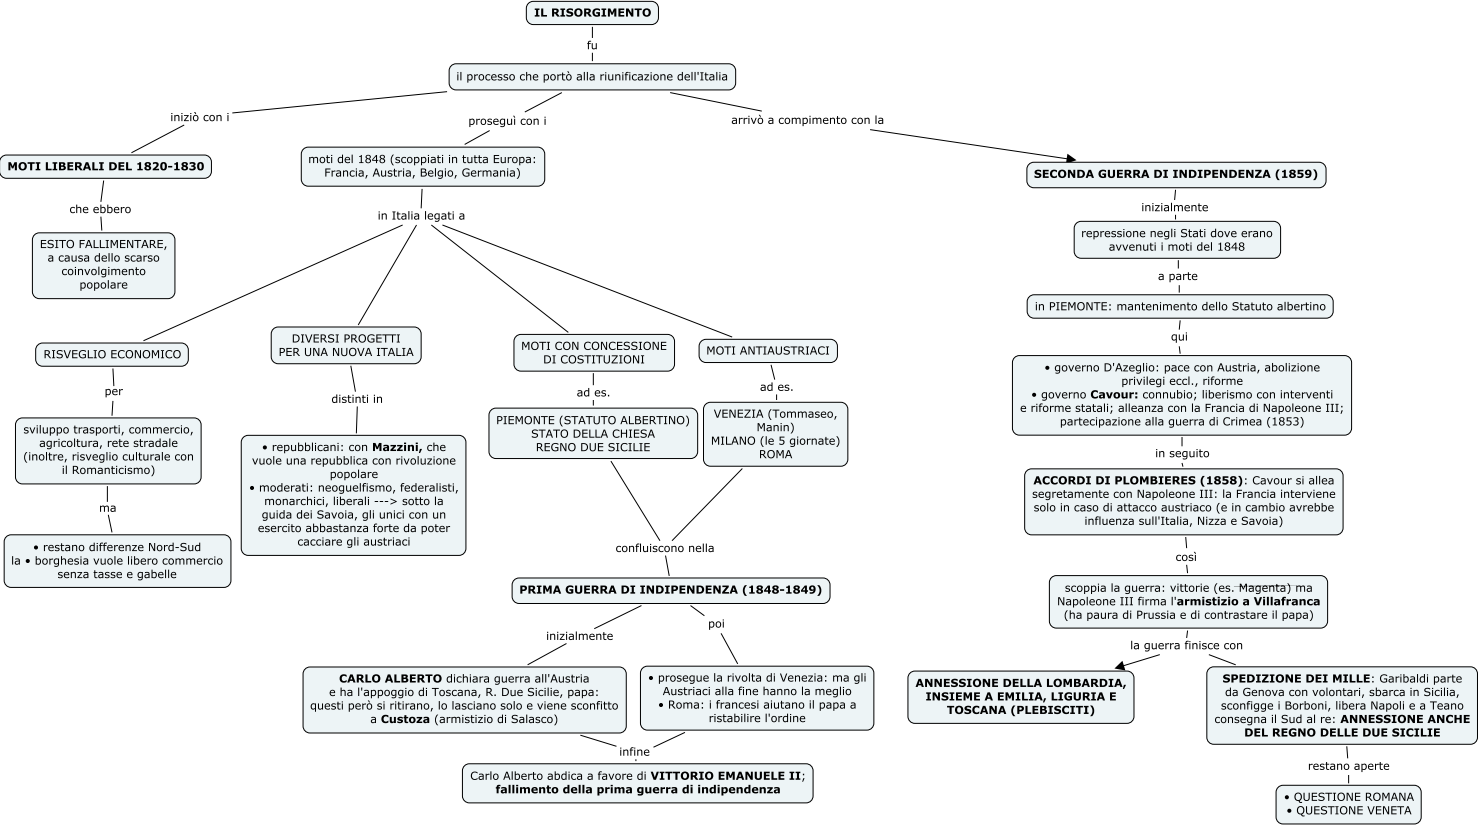 IL RISORGIMENTO
fu
il processo che portò alla riunificazione dell'Italia
iniziò con i
proseguì con i
arrivò a compimento con la
MOTI LIBERALI DEL 1820-1830
che ebbero
ESITO FALLIMENTARE,
a causa dello scarso
coinvolgimento
popolare
moti del 1848 (scoppiati in tutta Europa:
Francia, Austria, Belgio, Germania)
in Italia legati a
RISVEGLIO ECONOMICO
per
sviluppo trasporti, commercio,
agricoltura, rete stradale
(inoltre, risveglio culturale con
il Romanticismo)
ma
• restano differenze Nord-Sud
la • borghesia vuole libero commercio
senza tasse e gabelle
DIVERSI PROGETTI
PER UNA NUOVA ITALIA
distinti in
• repubblicani: con Mazzini, che
vuole una repubblica con rivoluzione
popolare
• moderati: neoguelfismo, federalisti,
monarchici, liberali ---> sotto la
guida dei Savoia, gli unici con un
esercito abbastanza forte da poter
cacciare gli austriaci
MOTI CON CONCESSIONE
DI COSTITUZIONI
ad es.
PIEMONTE (STATUTO ALBERTINO)
STATO DELLA CHIESA
REGNO DUE SICILIE
MOTI ANTIAUSTRIACI
ad es.
VENEZIA (Tommaseo,
Manin)
MILANO (le 5 giornate)
ROMA
confluiscono nella
PRIMA GUERRA DI INDIPENDENZA (1848-1849)
inizialmente
poi
CARLO ALBERTO dichiara guerra all'Austria
e ha l'appoggio di Toscana, R. Due Sicilie, papa:
questi però si ritirano, lo lasciano solo e viene sconfitto
a Custoza (armistizio di Salasco)
• prosegue la rivolta di Venezia: ma gli
Austriaci alla fine hanno la meglio
• Roma: i francesi aiutano il papa a
ristabilire l'ordine
infine
Carlo Alberto abdica a favore di VITTORIO EMANUELE II;
fallimento della prima guerra di indipendenza
SECONDA GUERRA DI INDIPENDENZA (1859)
inizialmente
repressione negli Stati dove erano
avvenuti i moti del 1848
a parte
in PIEMONTE: mantenimento dello Statuto albertino
qui
• governo D'Azeglio: pace con Austria, abolizione
privilegi eccl., riforme
• governo Cavour: connubio; liberismo con interventi
e riforme statali; alleanza con la Francia di Napoleone III;
partecipazione alla guerra di Crimea (1853)
in seguito
ACCORDI DI PLOMBIERES (1858): Cavour si allea
segretamente con Napoleone III: la Francia interviene
solo in caso di attacco austriaco (e in cambio avrebbe
influenza sull'Italia, Nizza e Savoia)
così
scoppia la guerra: vittorie (es. Magenta) ma
Napoleone III firma l'armistizio a Villafranca
(ha paura di Prussia e di contrastare il papa)
la guerra finisce con
ANNESSIONE DELLA LOMBARDIA,
INSIEME A EMILIA, LIGURIA E
TOSCANA (PLEBISCITI)
SPEDIZIONE DEI MILLE: Garibaldi parte
da Genova con volontari, sbarca in Sicilia,
sconfigge i Borboni, libera Napoli e a Teano
consegna il Sud al re: ANNESSIONE ANCHE
DEL REGNO DELLE DUE SICILIE
restano aperte
• QUESTIONE ROMANA
• QUESTIONE VENETA